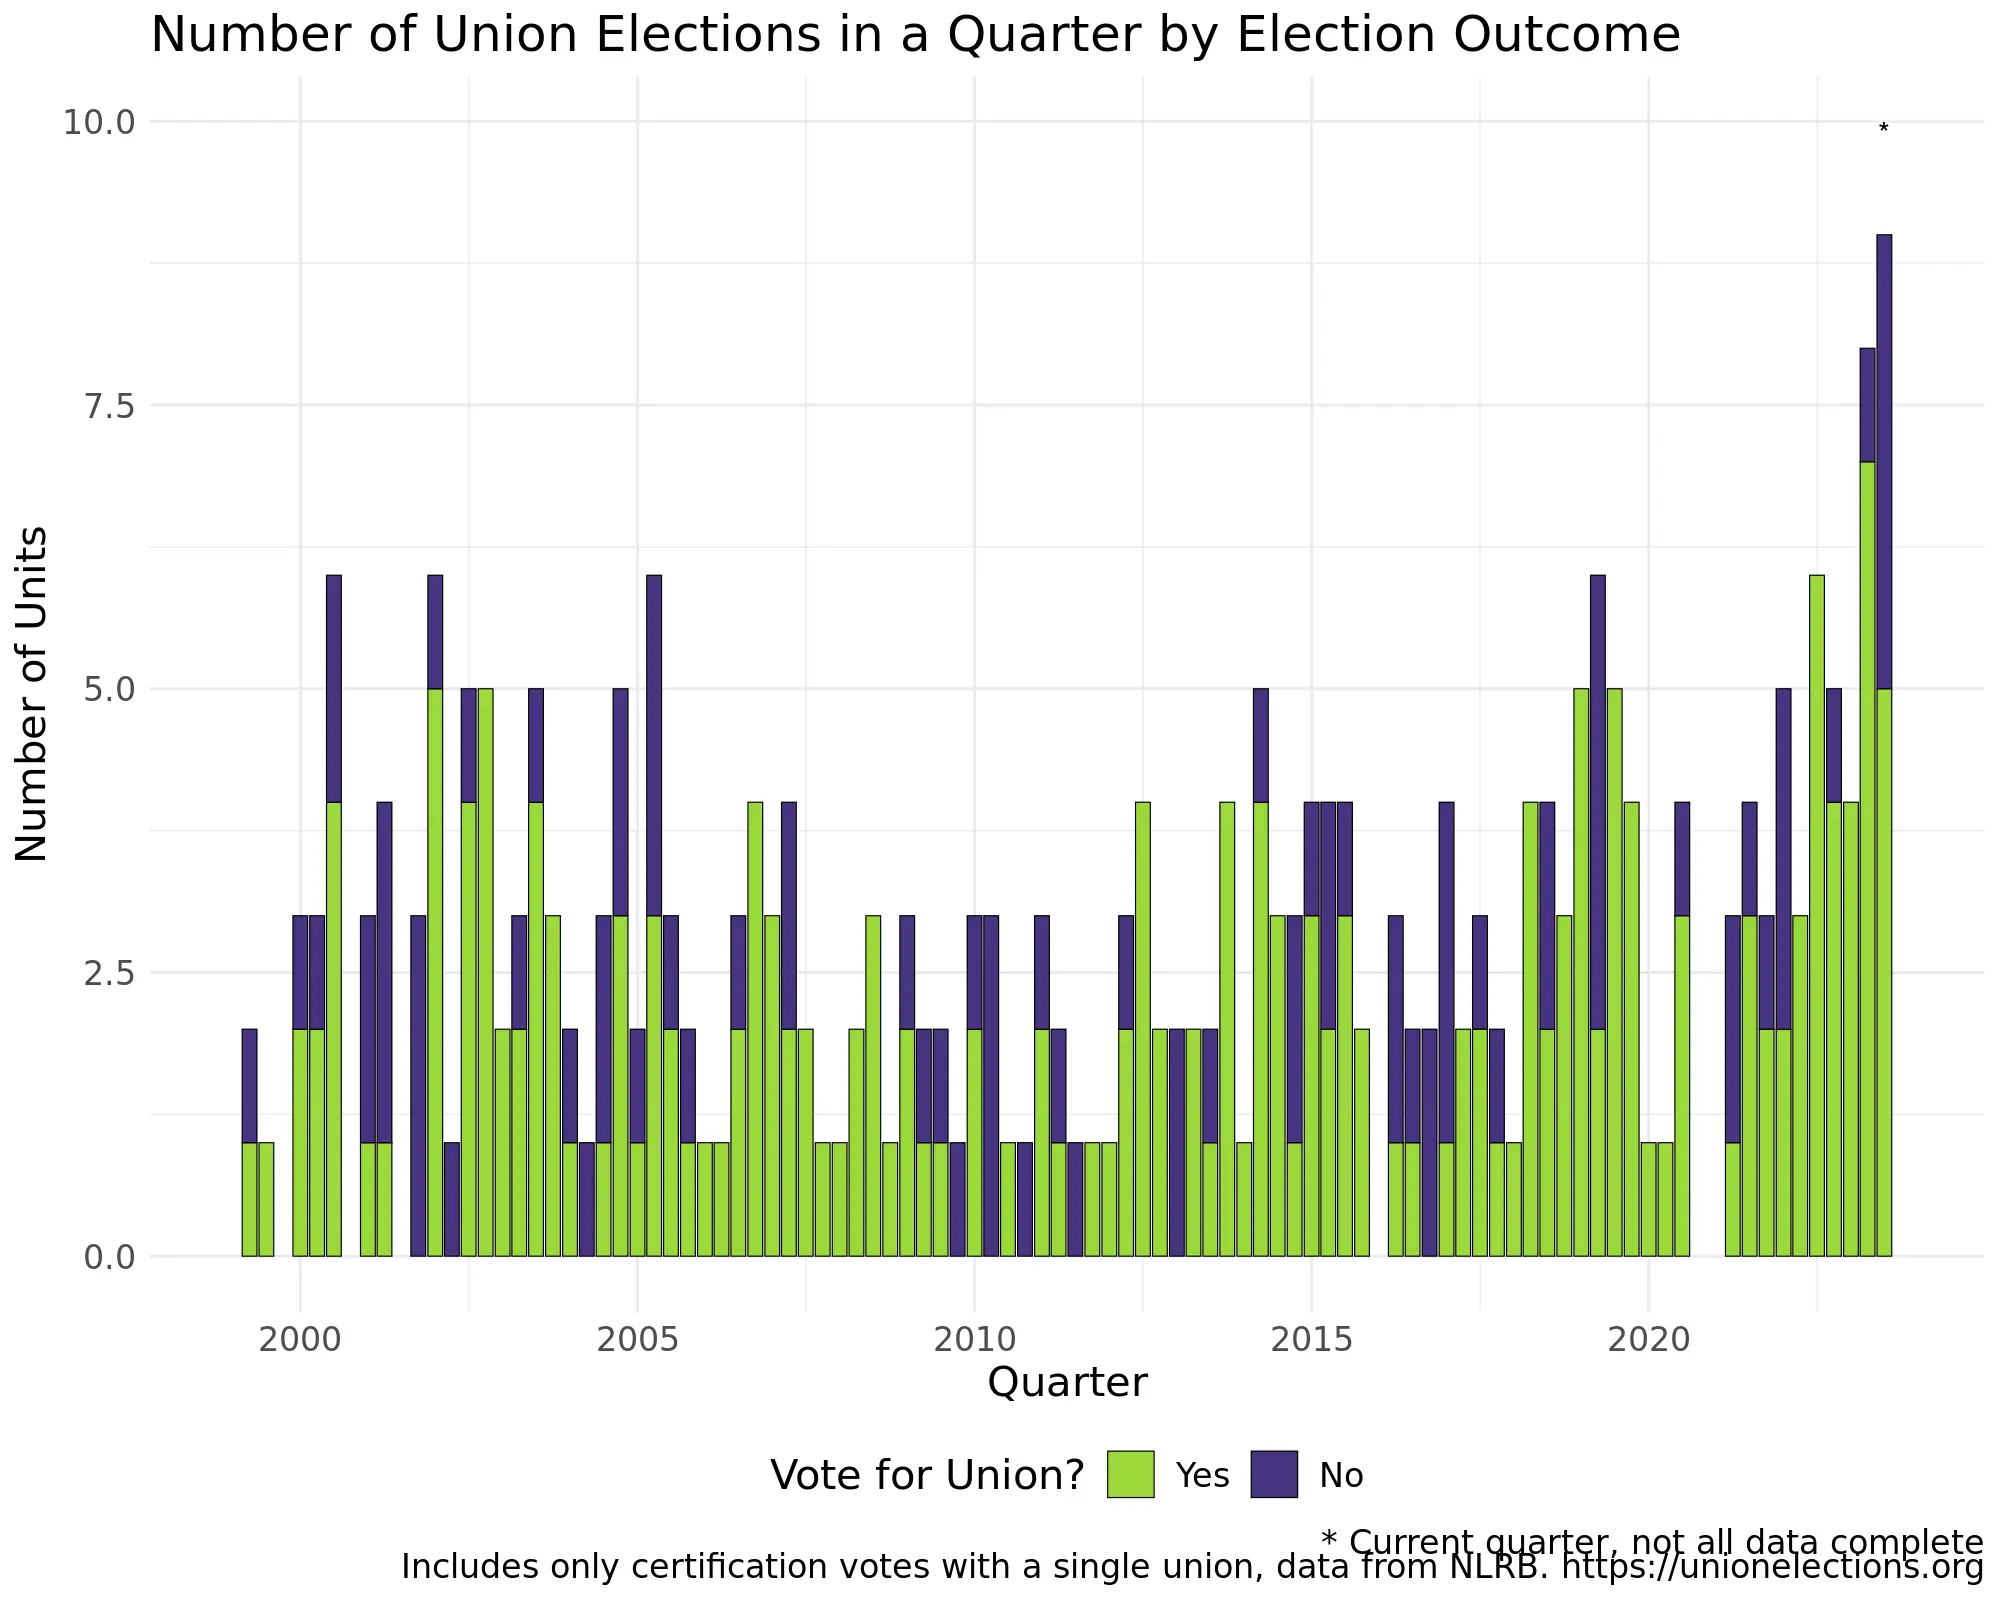 Number of Union Elections in a Quarter by Election Outcome
10.0
*
7.5
5.0
2.5
0.0
Number of Units
2000 2005 2010 2015 2020
Quarter
Vote for Union? Yes No
* Current quarter, not all data complete
Includes only certification votes with a single union, data from NLRB. https://unionelections.org